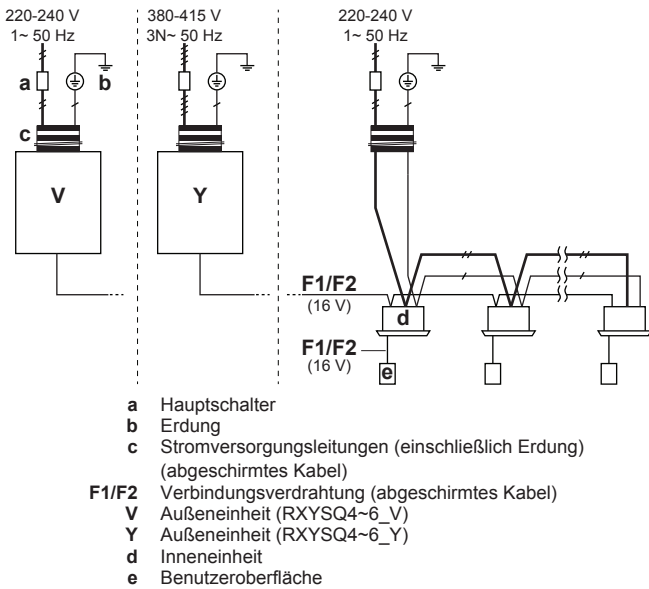 220-240 V
1~ 50 Hz
380-415 V
3N~ 50 Hz
220-240 V
1~ 50 Hz
a
b
c
V
Y
F1/F2
(16 V)
d
F1/F2
(16 V)
e
a Hauptschalter
b Erdung
c Stromversorgungsleitungen (einschließlich Erdung)
(abgeschirmtes Kabel)
F1/F2 Verbindungsverdrahtung (abgeschirmtes Kabel)
V Außeneinheit (RXYSQ4~6_V)
Y Außeneinheit (RXYSQ4~6_Y)
d Inneneinheit
e Benutzeroberfläche